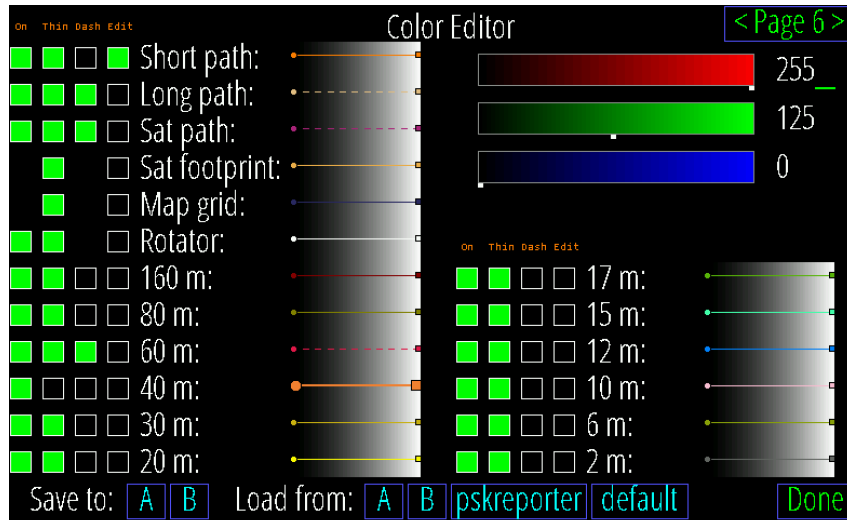 Color Editor
< Page 6 >
On Thin Dash Edit
Short path:
Long path:
Sat path:
Sat footprint:
Map grid:
Rotator:
160 m:
80 m:
60 m:
40 m:
30 m:
20 m:
255_
125
0
On Thin Dash Edit
17 m:
15 m:
12 m:
10 m:
6 m:
2 m:
Save to: A B Load from: A B pskreporter default Done